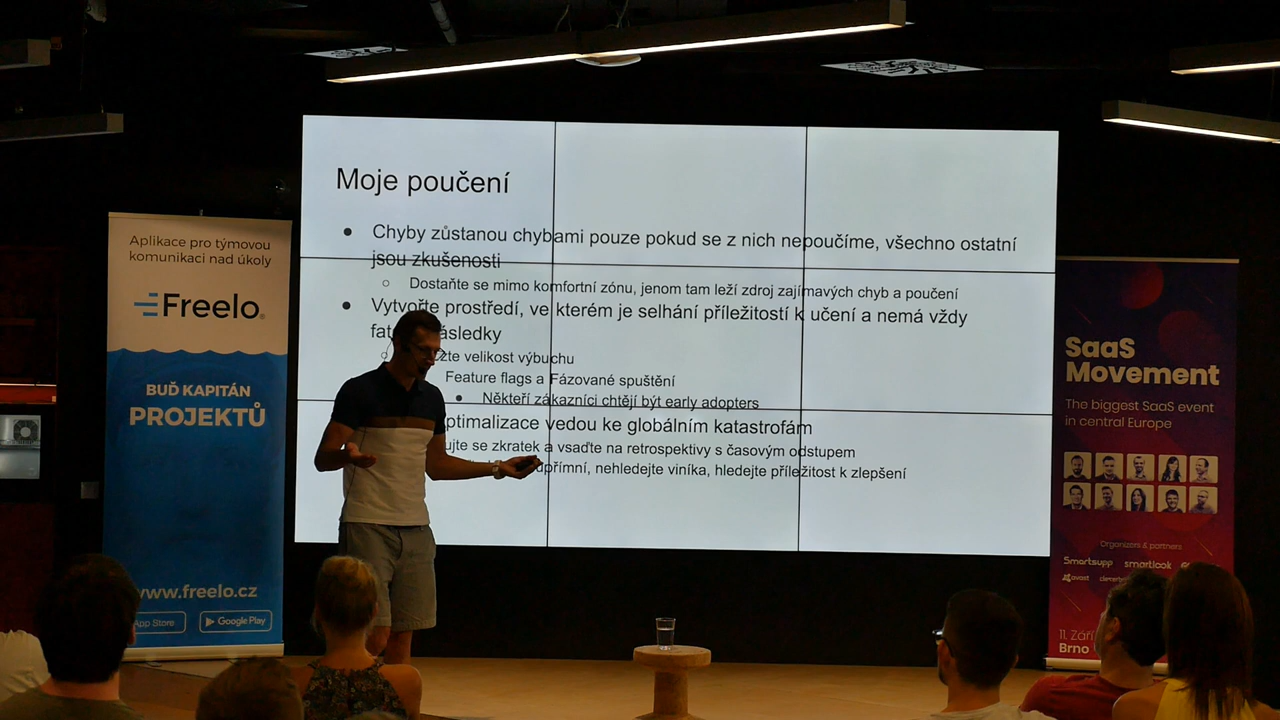 Moje poučení
Chyby zůstanou chybami pouze pokud se z nich nepoučíme, všechno ostatní
jsou zkušenosti
Dostaňte se mimo komfortní zónu, jenom tam leží zdroj zajímavých chyb a poučení
Vytvořte prostředí, ve kterém je selhání příležitostí k učení a nemá vždy
velikost výbuchu
Feature flags a Fázované spuštění
Někteří zákazníci chtějí být early adopters
vedou ke globálním katastrofám
se zkratek a vsaďte na retrospektivy s časovým odstupem
nehledejte viníka, hledejte příležitost k zlepšení
Aplikace pro týmovou
komunikaci nad úkoly
Freelo
BUĎ KAPITÁN
PROJEKTŮ
www.freelo.cz
App Store
Google Play
SaaS
Movement
The biggest SaaS event
in central Europe
Organizers & partners
Smartsupp smartlook
avast
11. Září
Brno